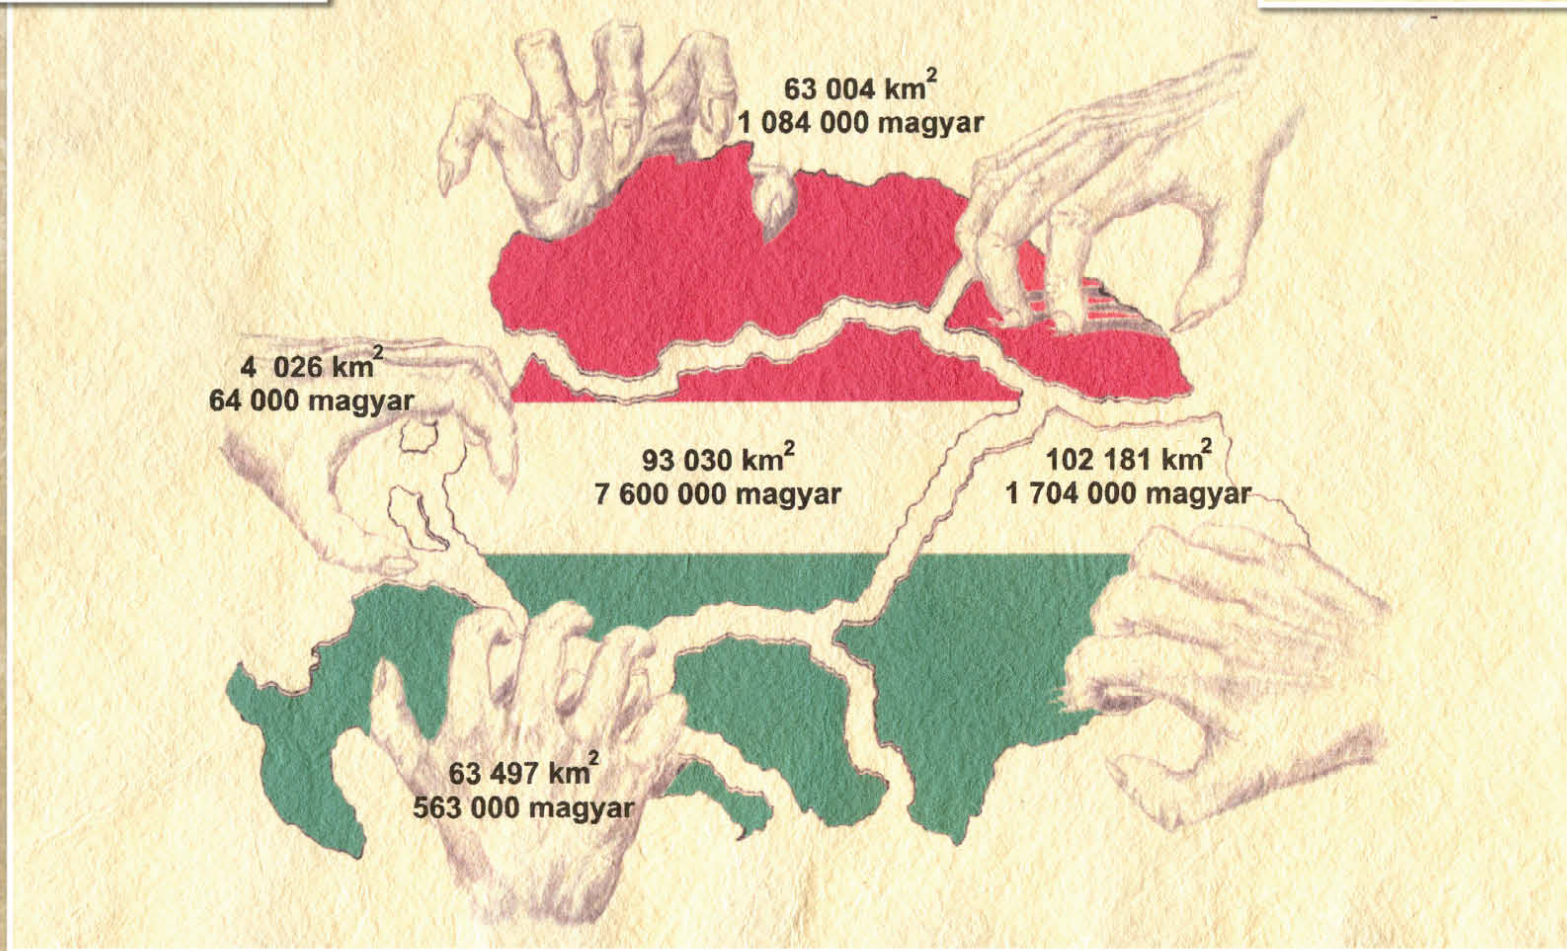 63 004 km²
1 084 000 magyar
4 026 km²
64 000 magyar
93 030 km²
7 600 000 magyar
102 181 km²
1 704 000 magyar
63 497 km²
563 000 magyar